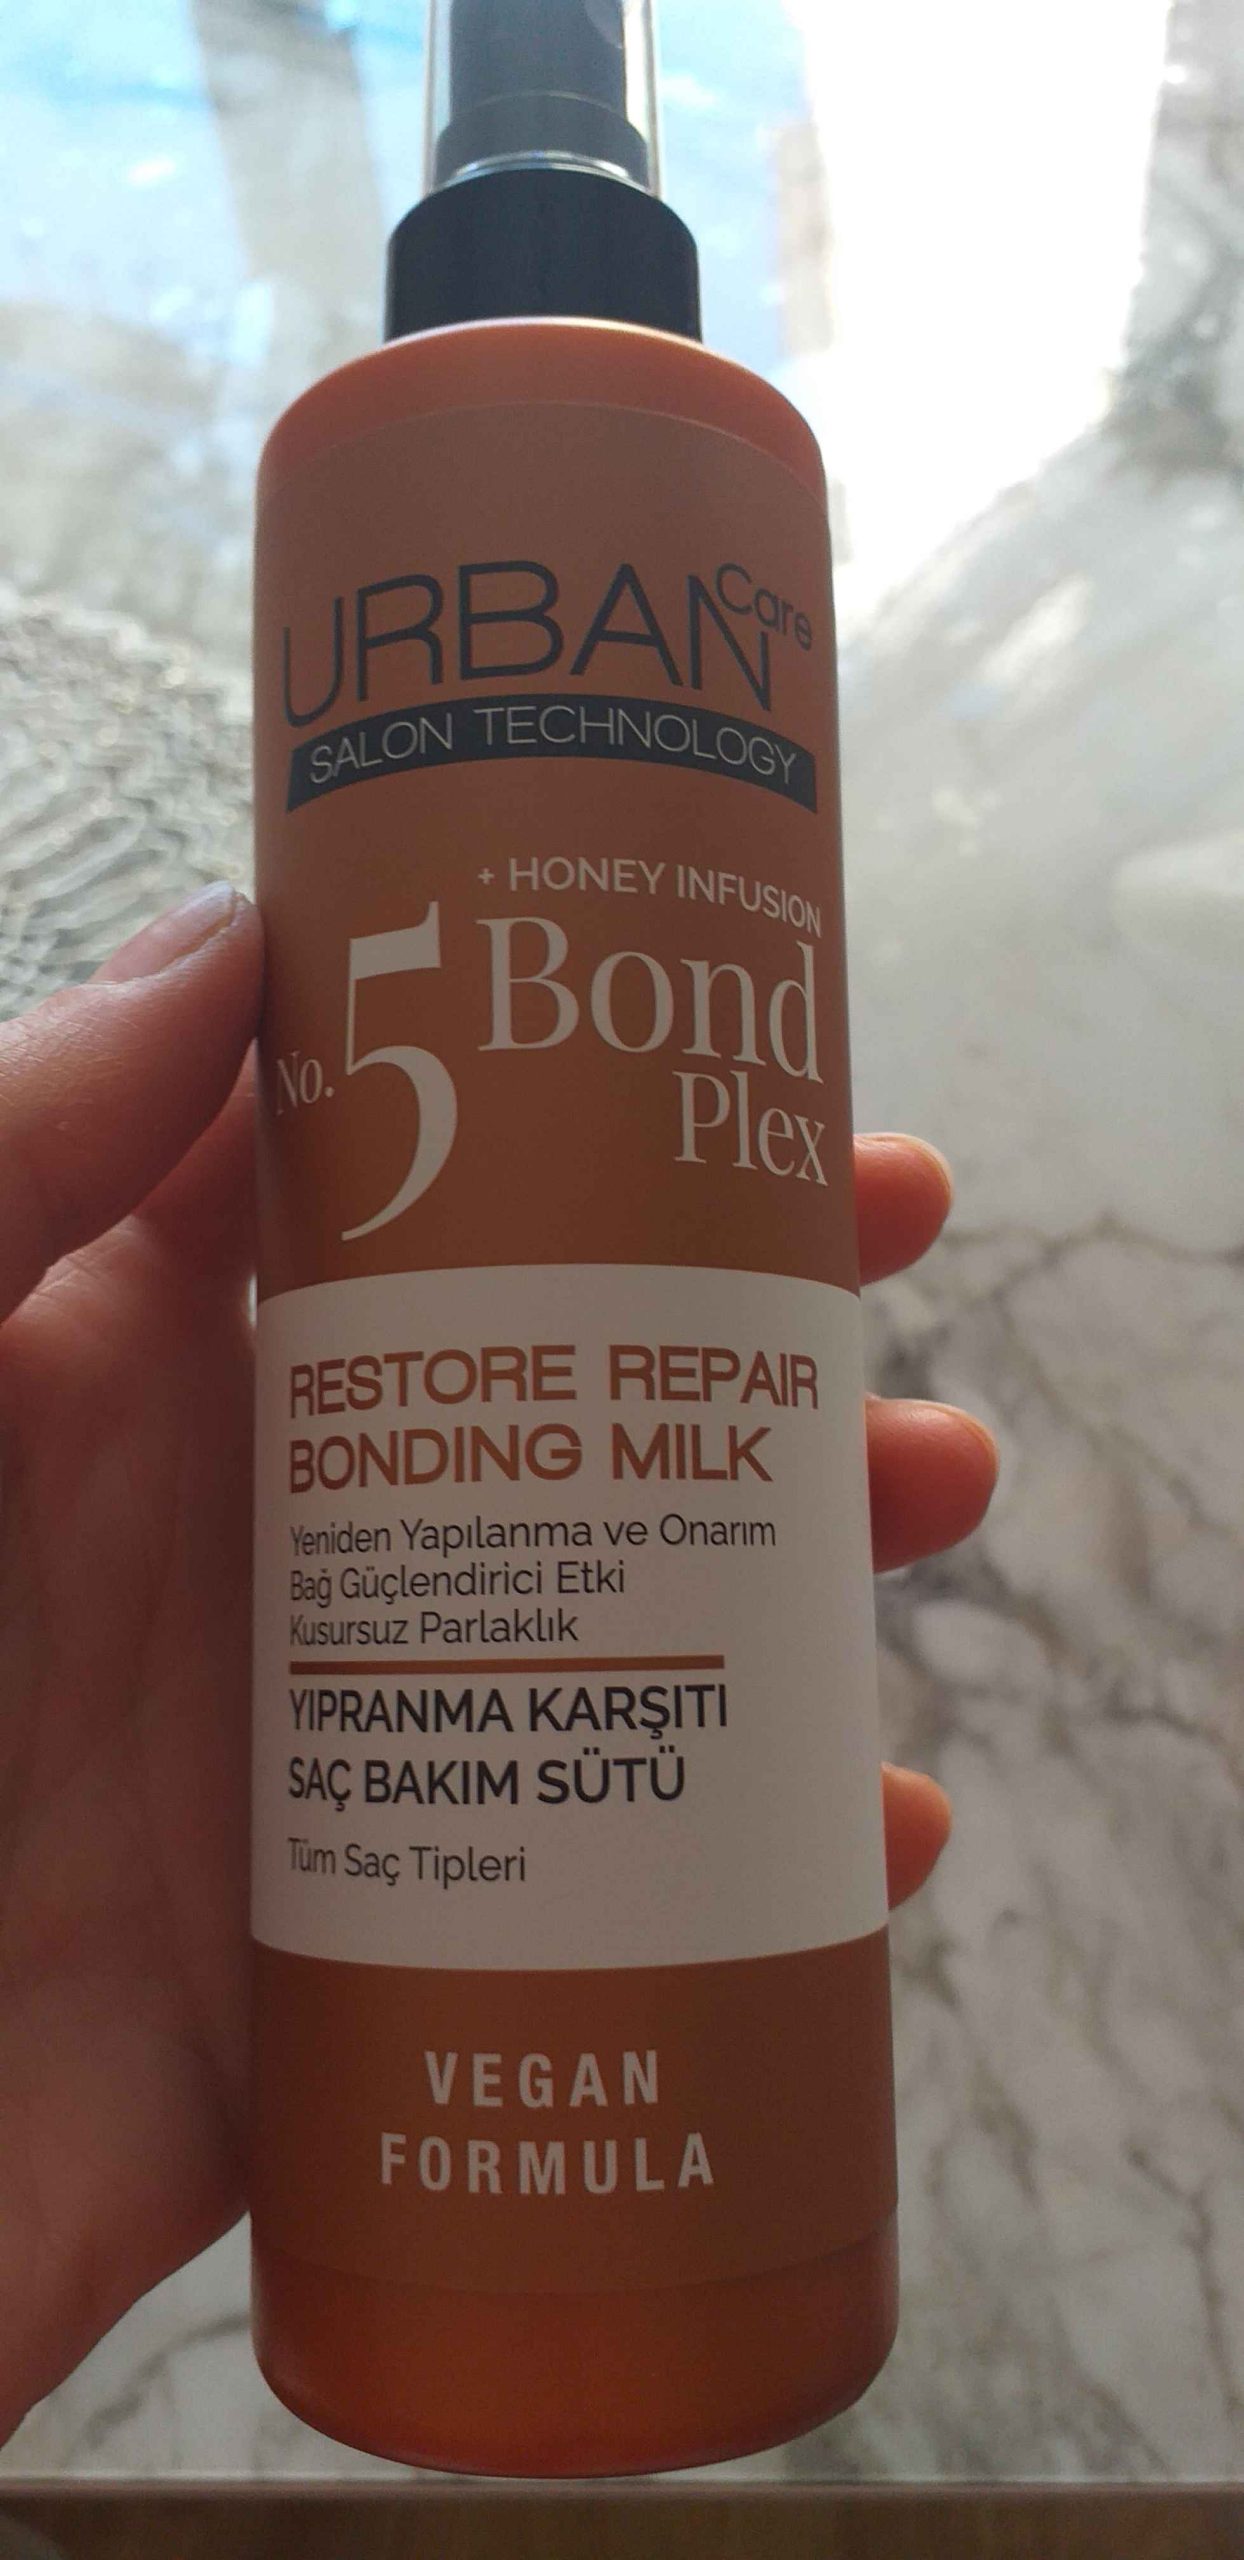 URBAN Care
SALON TECHNOLOGY
+ HONEY INFUSION
No. 5 Bond
Plex
RESTORE REPAIR
BONDING MILK
Yeniden Yapılanma ve Onarım
Bağ Güçlendirici Etki
Kusursuz Parlaklık
YIPRANMA KARŞITI
SAÇ BAKIM SÜTÜ
Tüm Saç Tipleri
VEGAN
FORMULA